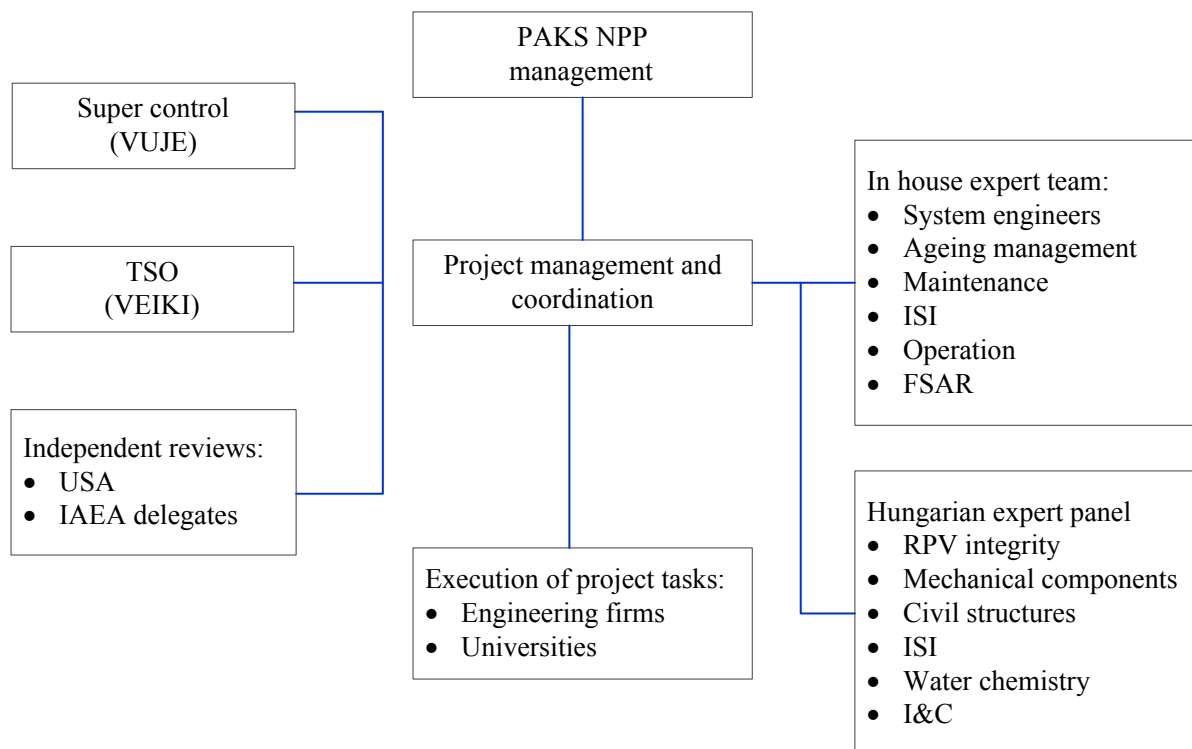 PAKS NPP
management
Super control
(VUJE)
TSO
(VEIKI)
Independent reviews:
• USA
• IAEA delegates
Project management and
coordination
Execution of project tasks:
• Engineering firms
• Universities
In house expert team:
• System engineers
• Ageing management
• Maintenance
• ISI
• Operation
• FSAR
Hungarian expert panel
• RPV integrity
• Mechanical components
• Civil structures
• ISI
• Water chemistry
• I&C